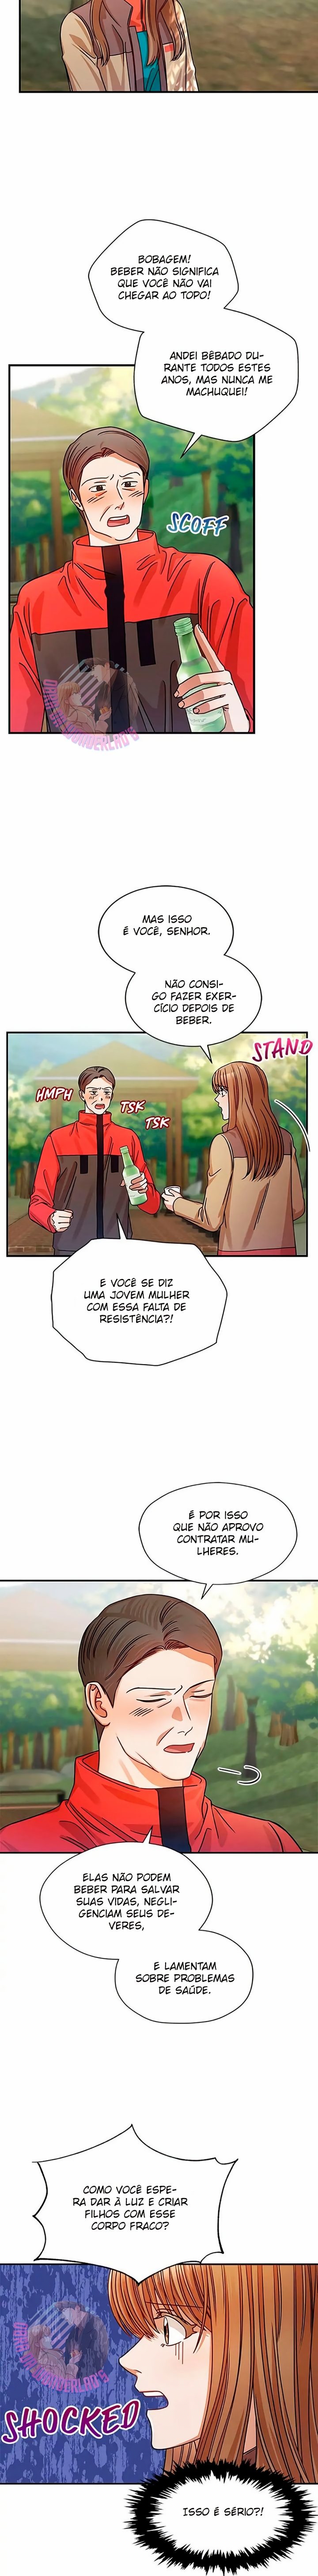 BOBAGEM!
BEBER NÃO SIGNIFICA
QUE VOCÊ NÃO VAI
CHEGAR AO TOPO!
ANDEI BÊBADO DU-
RANTE TODOS ESTES
ANOS, MAS NUNCA ME
MACHUQUEI!
SCOFF
MAS ISSO
É VOCÊ, SENHOR.
NÃO CONSI-
GO FAZER EXER-
CÍCIO DEPOIS DE
BEBER.
STAND
HMPH
TSK
TSK
E VOCÊ SE DIZ
UMA JOVEM MULHER
COM ESSA FALTA DE
RESISTÊNCIA?!
É POR ISSO
QUE NÃO APROVO
CONTRATAR MU-
LHERES.
ELAS NÃO PODEM
BEBER PARA SALVAR
SUAS VIDAS, NEGLI-
GENCIAM SEUS DE-
VERES,
E LAMENTAM
SOBRE PROBLEMAS
DE SAÚDE.
COMO VOCÊ ESPE-
RA DAR À LUZ E CRIAR
FILHOS COM ESSE
CORPO FRACO?
SHOCKED
ISSO É SÉRIO?!